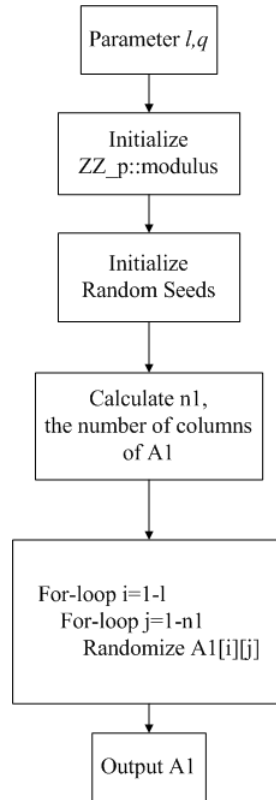 Parameter l,q
Initialize
ZZ_p::modulus
Initialize
Random Seeds
Calculate n1,
the number of columns
of A1
For-loop i=1-l
For-loop j=1-n1
Randomize A1[i][j]
Output A1